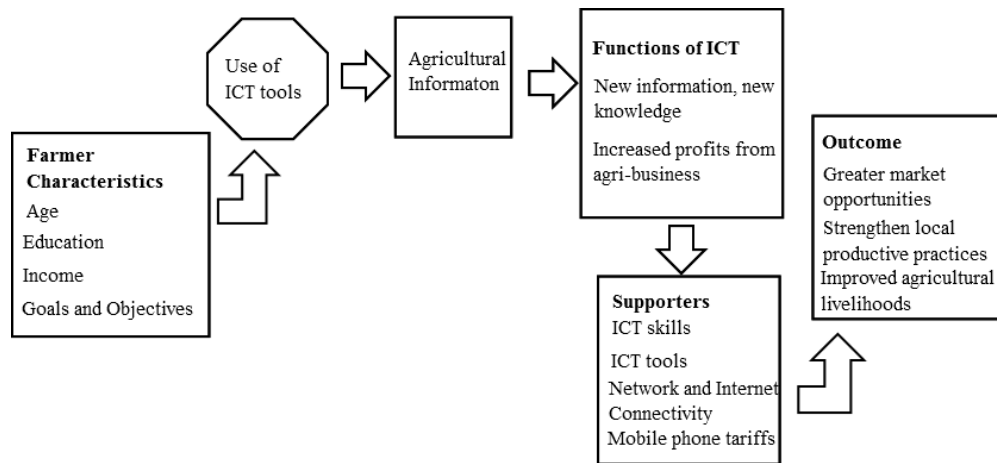 Farmer
Characteristics
Age
Education
Income
Goals and Objectives
Use of
ICT tools
Agricultural
Informaton
Functions of ICT
New information, new
knowledge
Increased profits from
agri-business
Supporters
ICT skills
ICT tools
Network and Internet
Connectivity
Mobile phone tariffs
Outcome
Greater market
opportunities
Strengthen local
productive practices
Improved agricultural
livelihoods